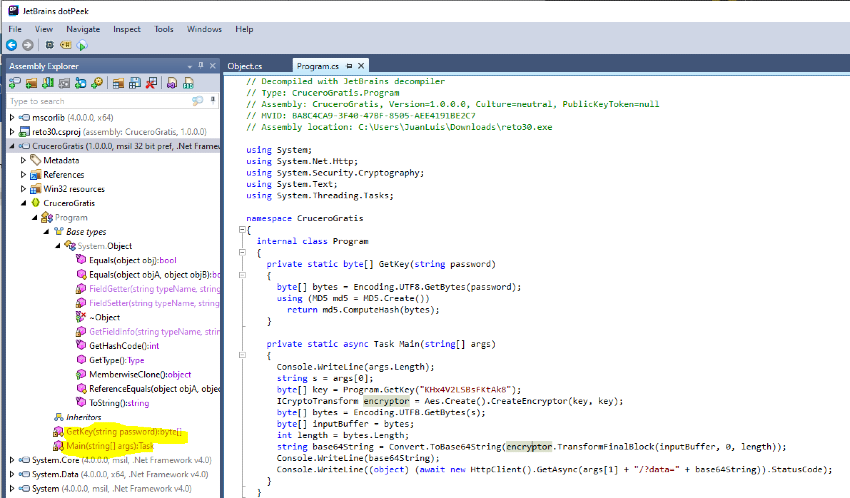 JetBrains dotPeek
File View Navigate Inspect Tools Windows Help
Assembly Explorer
Type to search
mscorlib (4.0.0.0, x64)
reto30.csproj (assembly: CruceroGratis, 1.0.0.0)
CruceroGratis (1.0.0.0, msil 32 bit pref, .Net Framew
Metadata
References
Win32 resources
CruceroGratis
Program
Base types
System.Object
Equals(object obj):bool
Equals(object objA, object objB):bo
FieldGetter(string typeName, string
FieldSetter(string typeName, string
~Object
GetFieldInfo(string typeName, strin
GetHashCode():int
GetType():Type
MemberwiseClone():object
ReferenceEquals(object objA, object
ToString():string
Inheritors
GetKey(string password):byte[]
Main(string[] args):Task
System.Core (4.0.0.0, msil, .Net Framework v4.0)
System.Data (4.0.0.0, x64, .Net Framework v4.0)
System (4.0.0.0, msil, .Net Framework v4.0)
Object.cs Program.cs
// Decompiled with JetBrains decompiler
// Type: CruceroGratis.Program
// Assembly: CruceroGratis, Version=1.0.0.0, Culture=neutral, PublicKeyToken=null
// MVID: BA8C4CA9-3F40-478F-8505-AEE4191BE2C7
// Assembly location: C:\Users\JuanLuis\Downloads\reto30.exe
using System;
using System.Net.Http;
using System.Security.Cryptography;
using System.Text;
using System.Threading.Tasks;
namespace CruceroGratis
{
internal class Program
{
private static byte[] GetKey(string password)
{
byte[] bytes = Encoding.UTF8.GetBytes(password);
using (MD5 md5 = MD5.Create())
return md5.ComputeHash(bytes);
}
private static async Task Main(string[] args)
{
Console.WriteLine(args.Length);
string s = args[0];
byte[] key = Program.GetKey("KHx4V2LSBsFKtAk8");
ICryptoTransform encryptor = Aes.Create().CreateEncryptor(key, key);
byte[] bytes = Encoding.UTF8.GetBytes(s);
byte[] inputBuffer = bytes;
int length = bytes.Length;
string base64String = Convert.ToBase64String(encryptor.TransformFinalBlock(inputBuffer, 0, length));
Console.WriteLine(base64String);
Console.WriteLine((object) (await new HttpClient().GetAsync(args[1] + "/?data=" + base64String)).StatusCode);
}
}